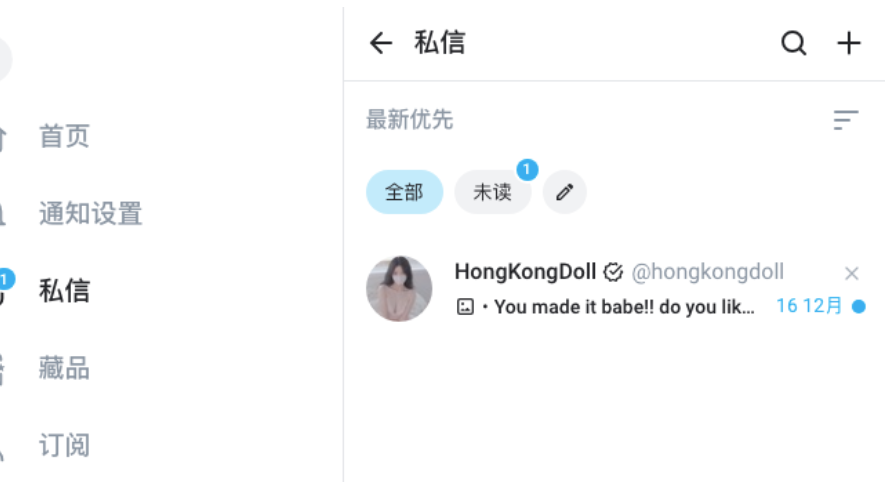 首页
通知设置
1
私信
藏品
订阅
私信
最新优先
全部
未读
1
HongKongDoll @hongkongdoll
· You made it babe!! do you lik... 16 12月